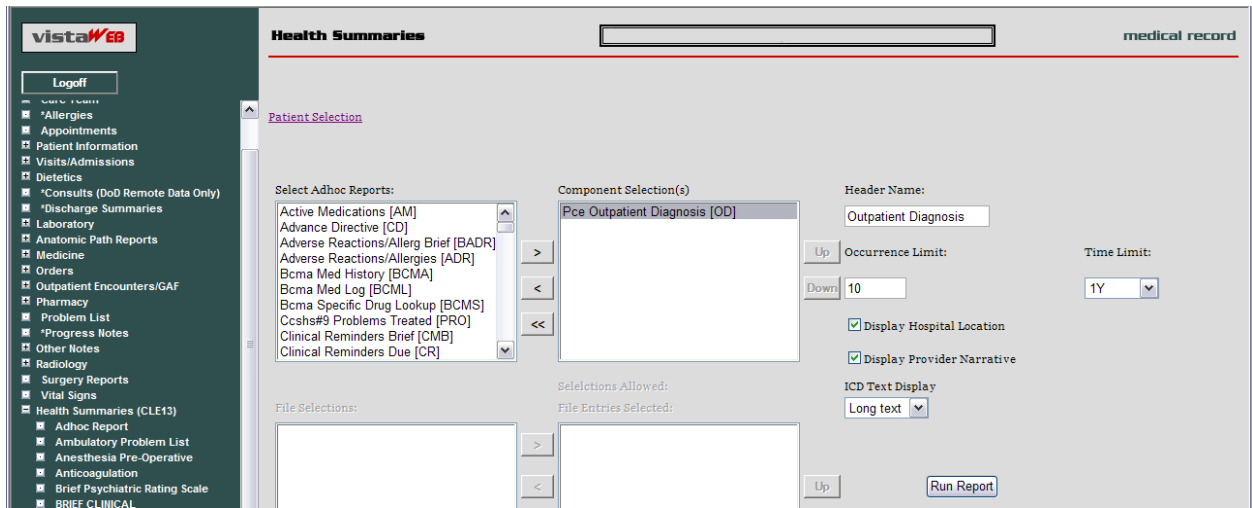 vistaWEB
Logoff
Care Team
*Allergies
Appointments
Patient Information
Visits/Admissions
Dietetics
*Consults (DoD Remote Data Only)
*Discharge Summaries
Laboratory
Anatomic Path Reports
Medicine
Orders
Outpatient Encounters/GAF
Pharmacy
Problem List
*Progress Notes
Other Notes
Radiology
Surgery Reports
Vital Signs
Health Summaries (CLE13)
Adhoc Report
Ambulatory Problem List
Anesthesia Pre-Operative
Anticoagulation
Brief Psychiatric Rating Scale
BRIEF CLINICAL
Health Summaries
medical record
Patient Selection
Select Adhoc Reports:
Active Medications [AM]
Advance Directive [CD]
Adverse Reactions/Allerg Brief [BADR]
Adverse Reactions/Allergies [ADR]
Bcma Med History [BCMA]
Bcma Med Log [BCML]
Bcma Specific Drug Lookup [BCMS]
Ccshs#9 Problems Treated [PRO]
Clinical Reminders Brief [CMB]
Clinical Reminders Due [CR]
>
<
<<
Component Selection(s)
Pce Outpatient Diagnosis [OD]
Up
Down
Header Name:
Outpatient Diagnosis
Occurrence Limit:
10
Time Limit:
1Y
Display Hospital Location
Display Provider Narrative
ICD Text Display
Long text
File Selections:
>
<
Selelctions Allowed:
File Entries Selected:
Up
Run Report